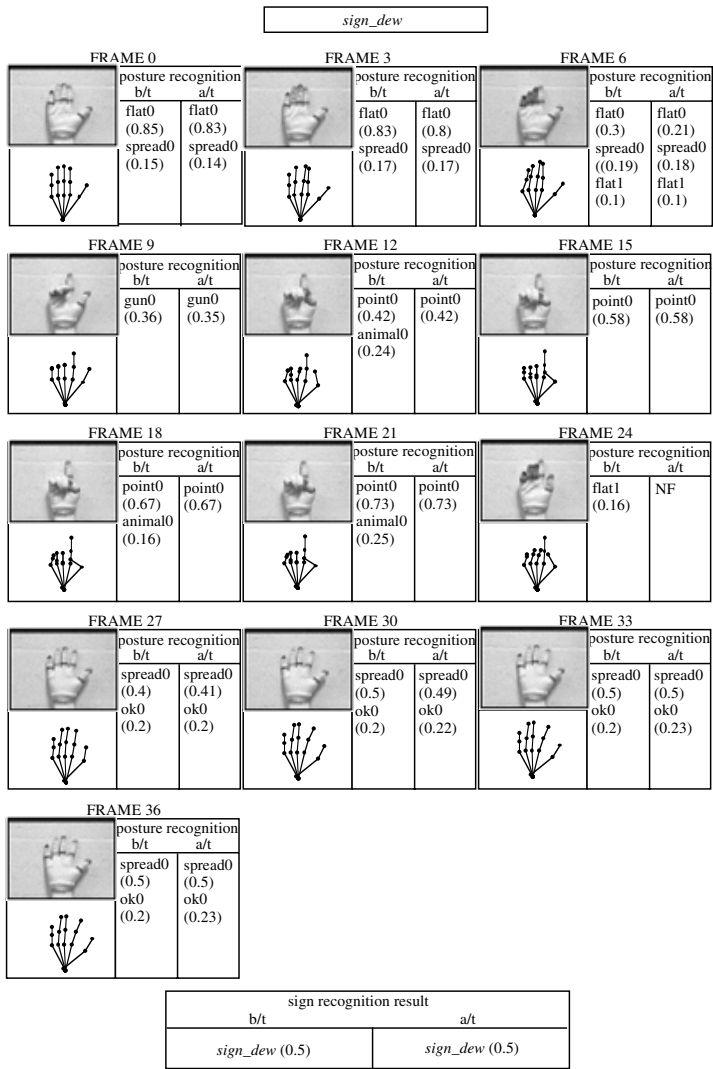 sign_dew
FRAME 0
posture recognition
b/t a/t
flat0 flat0
(0.85) (0.83)
spread0 spread0
(0.15) (0.14)
FRAME 3
posture recognition
b/t a/t
flat0 flat0
(0.83) (0.8)
spread0 spread0
(0.17) (0.17)
FRAME 6
posture recognition
b/t a/t
flat0 flat0
(0.3) (0.21)
spread0 spread0
((0.19) (0.18)
flat1 flat1
(0.1) (0.1)
FRAME 9
posture recognition
b/t a/t
gun0 gun0
(0.36) (0.35)
FRAME 12
posture recognition
b/t a/t
point0 point0
(0.42) (0.42)
animal0
(0.24)
FRAME 15
posture recognition
b/t a/t
point0 point0
(0.58) (0.58)
FRAME 18
posture recognition
b/t a/t
point0 point0
(0.67) (0.67)
animal0
(0.16)
FRAME 21
posture recognition
b/t a/t
point0 point0
(0.73) (0.73)
animal0
(0.25)
FRAME 24
posture recognition
b/t a/t
flat1 NF
(0.16)
FRAME 27
posture recognition
b/t a/t
spread0 spread0
(0.4) (0.41)
ok0 ok0
(0.2) (0.2)
FRAME 30
posture recognition
b/t a/t
spread0 spread0
(0.5) (0.49)
ok0 ok0
(0.2) (0.22)
FRAME 33
posture recognition
b/t a/t
spread0 spread0
(0.5) (0.5)
ok0 ok0
(0.2) (0.23)
FRAME 36
posture recognition
b/t a/t
spread0 spread0
(0.5) (0.5)
ok0 ok0
(0.2) (0.23)
sign recognition result
b/t a/t
sign_dew (0.5) sign_dew (0.5)